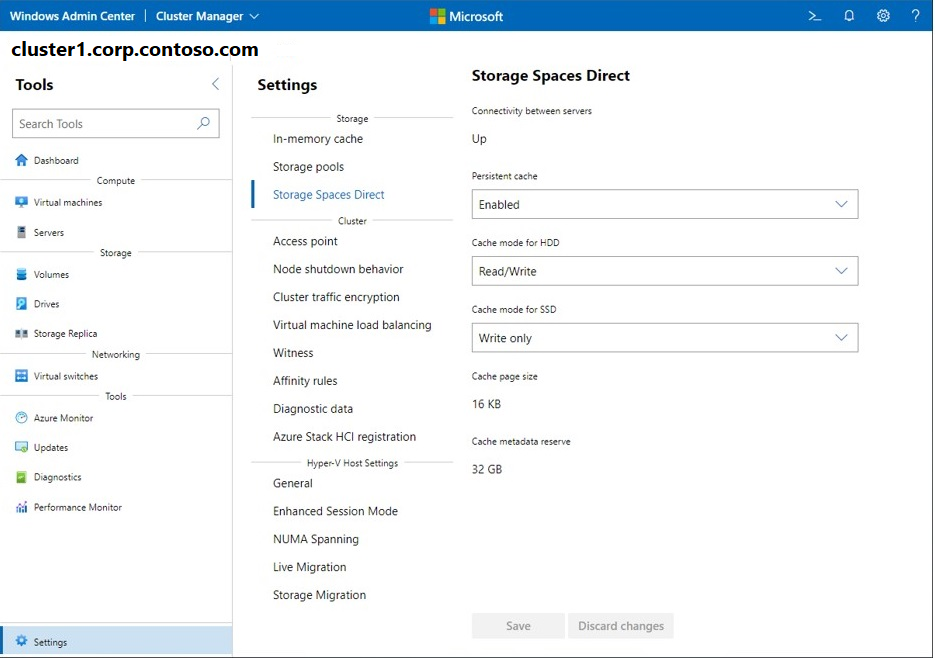 Windows Admin Center | Cluster Manager
Microsoft
>_ ?
cluster1.corp.contoso.com
Tools
Search Tools
Dashboard
Compute
Virtual machines
Servers
Storage
Volumes
Drives
Storage Replica
Networking
Virtual switches
Tools
Azure Monitor
Updates
Diagnostics
Performance Monitor
Settings
Settings
Storage
In-memory cache
Storage pools
Storage Spaces Direct
Cluster
Access point
Node shutdown behavior
Cluster traffic encryption
Virtual machine load balancing
Witness
Affinity rules
Diagnostic data
Azure Stack HCI registration
Hyper-V Host Settings
General
Enhanced Session Mode
NUMA Spanning
Live Migration
Storage Migration
Storage Spaces Direct
Connectivity between servers
Up
Persistent cache
Enabled
Cache mode for HDD
Read/Write
Cache mode for SSD
Write only
Cache page size
16 KB
Cache metadata reserve
32 GB
Save
Discard changes